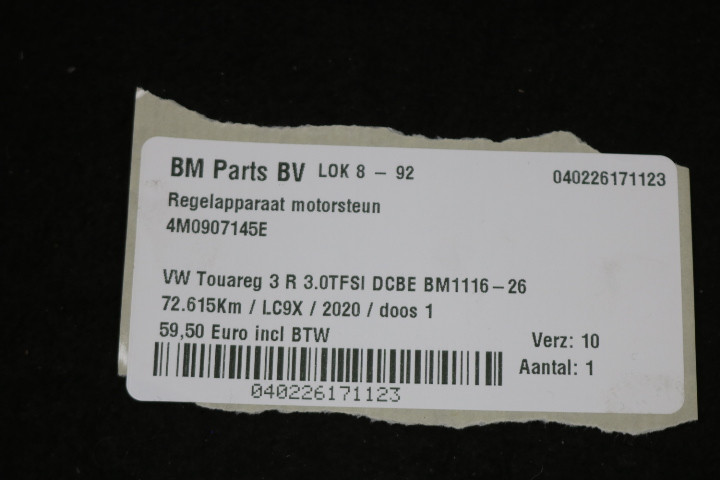 BM Parts BV LOK 8 - 92 040226171123
Regelapparaat motorsteun
4M0907145E
VW Touareg 3 R 3.0TFSI DCBE BM1116-26
72.615Km / LC9X / 2020 / doos 1
59,50 Euro incl BTW Verz: 10
Aantal: 1
040226171123